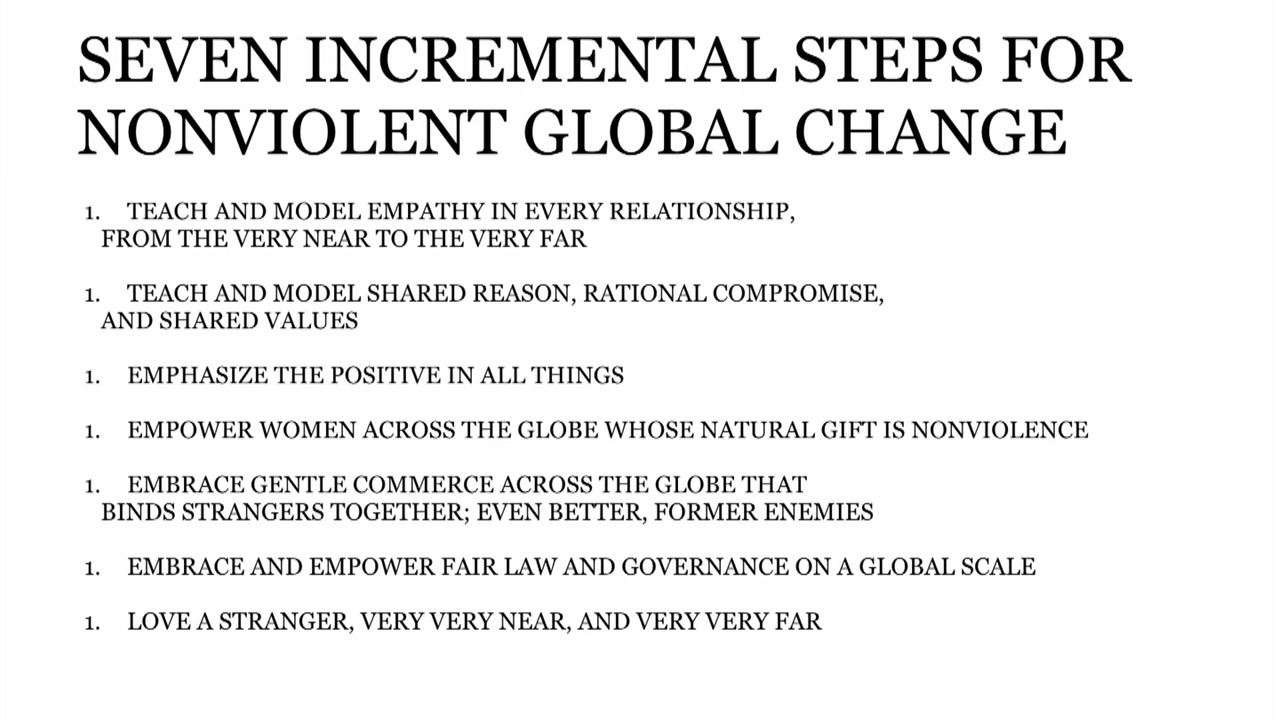 SEVEN INCREMENTAL STEPS FOR
NONVIOLENT GLOBAL CHANGE
1. TEACH AND MODEL EMPATHY IN EVERY RELATIONSHIP,
FROM THE VERY NEAR TO THE VERY FAR
1. TEACH AND MODEL SHARED REASON, RATIONAL COMPROMISE,
AND SHARED VALUES
1. EMPHASIZE THE POSITIVE IN ALL THINGS
1. EMPOWER WOMEN ACROSS THE GLOBE WHOSE NATURAL GIFT IS NONVIOLENCE
1. EMBRACE GENTLE COMMERCE ACROSS THE GLOBE THAT
BINDS STRANGERS TOGETHER; EVEN BETTER, FORMER ENEMIES
1. EMBRACE AND EMPOWER FAIR LAW AND GOVERNANCE ON A GLOBAL SCALE
1. LOVE A STRANGER, VERY VERY NEAR, AND VERY VERY FAR